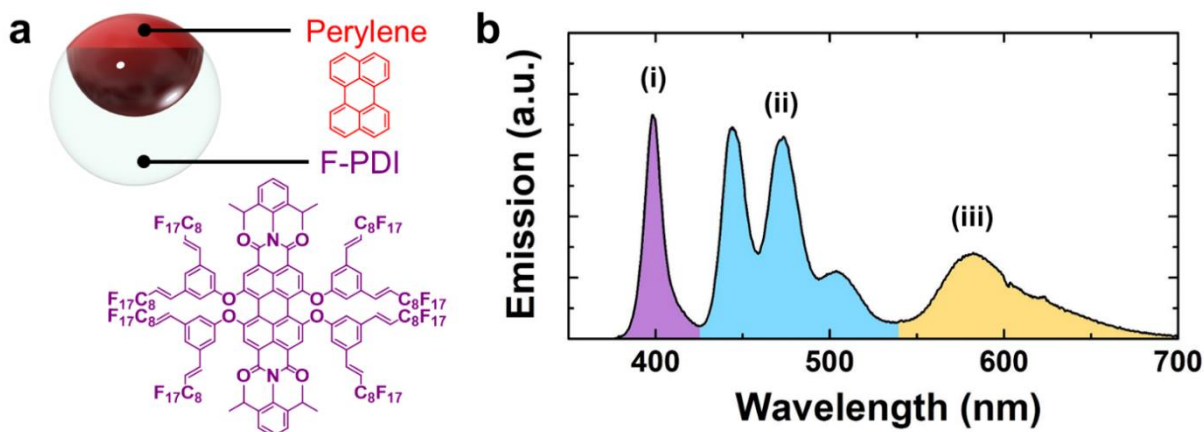 a
Perylene
F-PDI
F₁₇C₈
C₈F₁₇
O
N
O
F₁₇C₈
O
O
C₈F₁₇
F₁₇C₈
O
O
C₈F₁₇
F₁₇C₈
C₈F₁₇
O
N
O
b
(i)
(ii)
(iii)
Emission (a.u.)
400
500
600
700
Wavelength (nm)